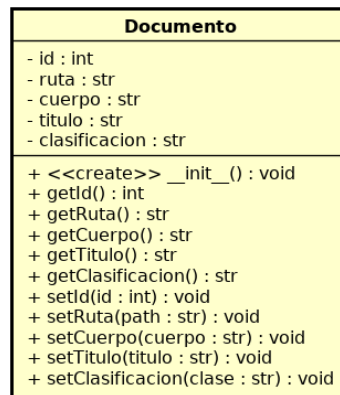 Documento
- id : int
- ruta : str
- cuerpo : str
- titulo : str
- clasificacion : str
+ <<create>> __init__() : void
+ getId() : int
+ getRuta() : str
+ getCuerpo() : str
+ getTitulo() : str
+ getClasificacion() : str
+ setId(id : int) : void
+ setRuta(path : str) : void
+ setCuerpo(cuerpo : str) : void
+ setTitulo(titulo : str) : void
+ setClasificacion(clase : str) : void